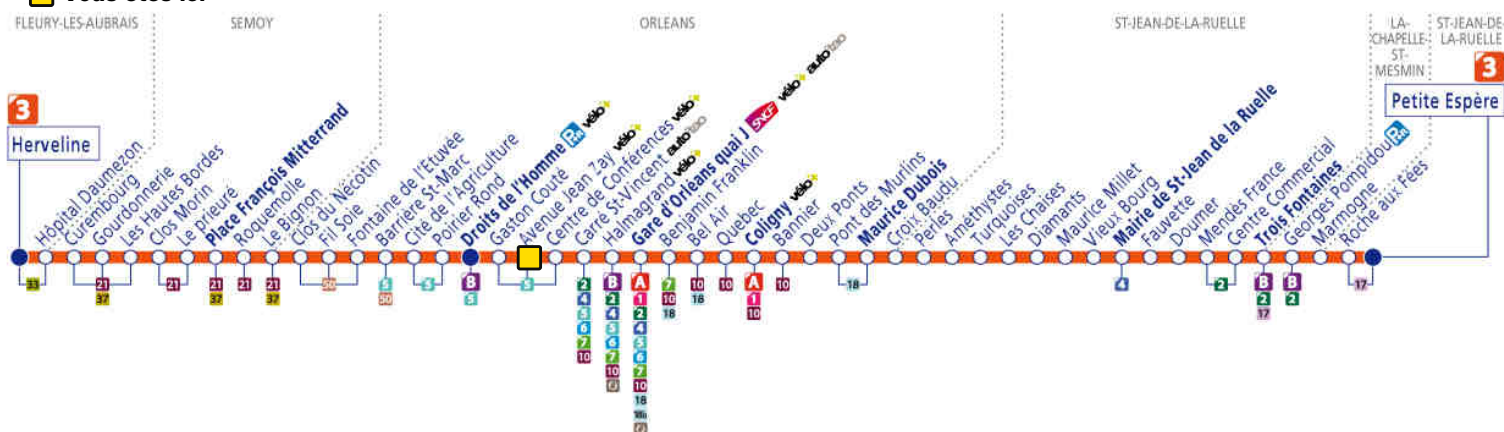 Vous êtes ici
FLEURY-LES-AUBRAIS
SEMOY
ORLEANS
ST-JEAN-DE-LA-RUELLE
LA-
CHAPELLE-
ST-
MESMIN
ST-JEAN-DE-
LA-RUELLE
3
Herveline
Hôpital Daumezon
Curembourg
Gourdonnerie
Les Hautes Bordes
Clos Morin
Le Prieuré
Place François Mitterrand
Roquemolle
Le Bignon
Clos du Nécotin
Fil Soie
Fontaine de l'Etuvée
Barrière St-Marc
Cité de l'Agriculture
Poirier Rond
Droits de l'Homme P+R vélo+
Gaston Couté
Avenue Jean Zay vélo+
Centre de Conférences vélo+
Carré St-Vincent autotao
Halmagrand vélo+
Gare d'Orléans quai J SNCF vélo+ autotao
Benjamin Franklin
Bel Air
Québec
Coligny vélo+
Bannier
Deux Ponts
Pont des Murlins
Maurice Dubois
Croix Baudu
Perles
Améthystes
Turquoises
Les Chaises
Diamants
Maurice Millet
Vieux Bourg
Mairie de St-Jean de la Ruelle
Fauvette
Doumer
Mendes France
Centre Commercial
Trois Fontaines
Georges Pompidou P+R
Marmogne
Roche aux Fées
3
Petite Espère
33
21
37
21
21
37
21
21
37
50
5
50
5
B
5
5
2
4
5
6
7
10
B
2
4
5
6
7
10
A
1
2
4
5
6
7
10
18
7
10
18
10
18
10
A
1
10
10
18
4
2
B
2
17
B
2
17